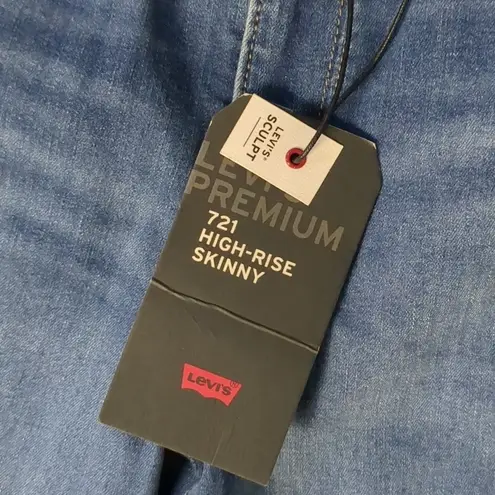 LEVI'S®
SCULPT
LEVI'S
PREMIUM
721
HIGH-RISE
SKINNY
Levi's